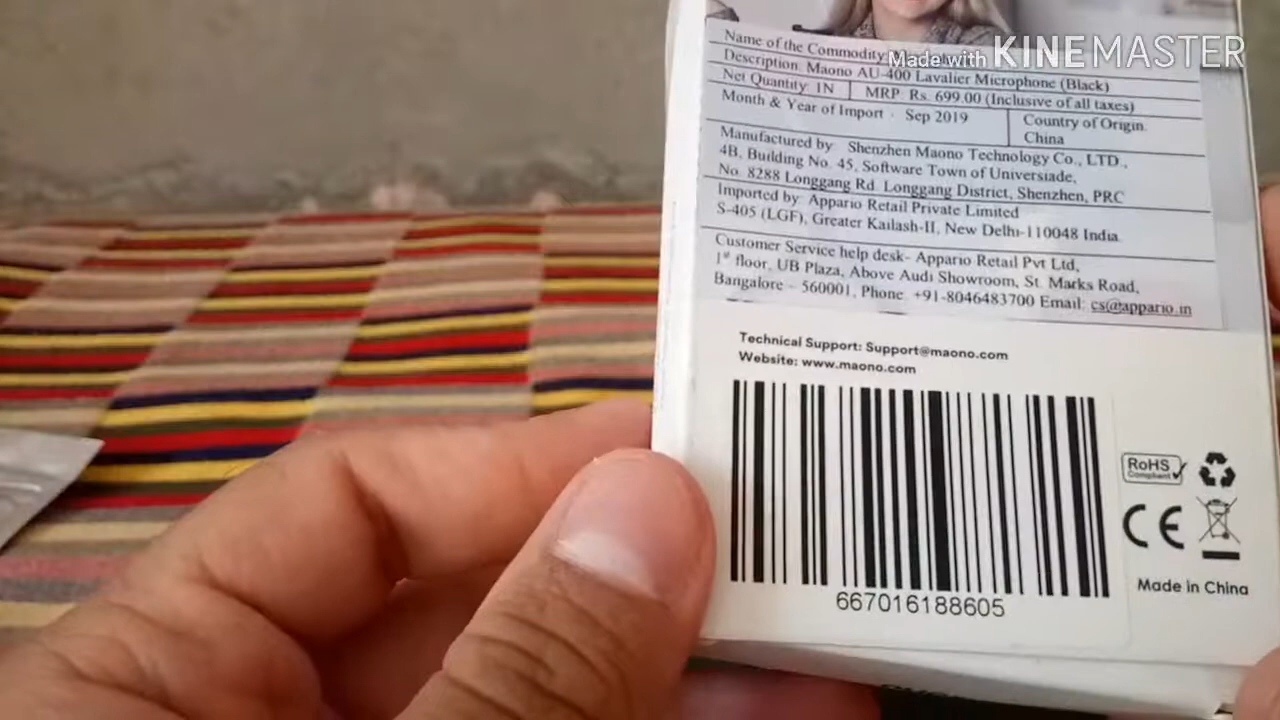 Name of the Commodity
Made with KINEMASTER
Description: Maono AU-400 Lavalier Microphone (Black)
Net Quantity 1N MRP Rs. 699.00 (Inclusive of all taxes)
Month & Year of Import - Sep 2019
Country of Origin
China
Manufactured by Shenzhen Maono Technology Co., LTD.,
4B, Building No. 45, Software Town of Universiade,
No. 8288 Longgang Rd. Longgang District, Shenzhen, PRC
Imported by: Appario Retail Private Limited
S-405 (LGF), Greater Kailash-II, New Delhi-110048 India.
Customer Service help desk- Appario Retail Pvt Ltd,
1st floor, UB Plaza, Above Audi Showroom, St. Marks Road,
Bangalore – 560001, Phone. +91-8046483700 Email: cs@appario.in
Technical Support: Support@maono.com
Website: www.maono.com
RoHS
Compliant
CE
Made in China
667016188605